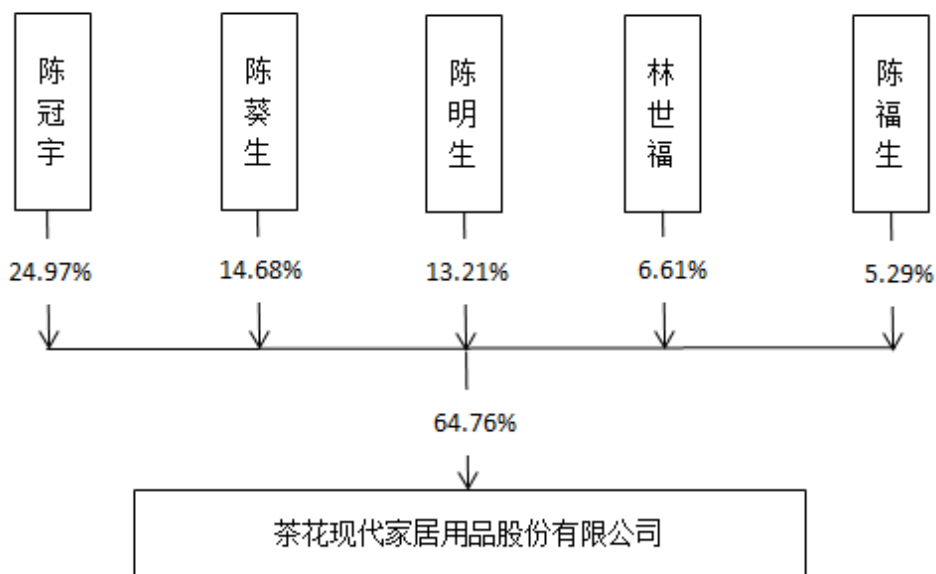 陈冠宇
陈葵生
陈明生
林世福
陈福生
24.97%
14.68%
13.21%
6.61%
5.29%
64.76%
茶花现代家居用品股份有限公司